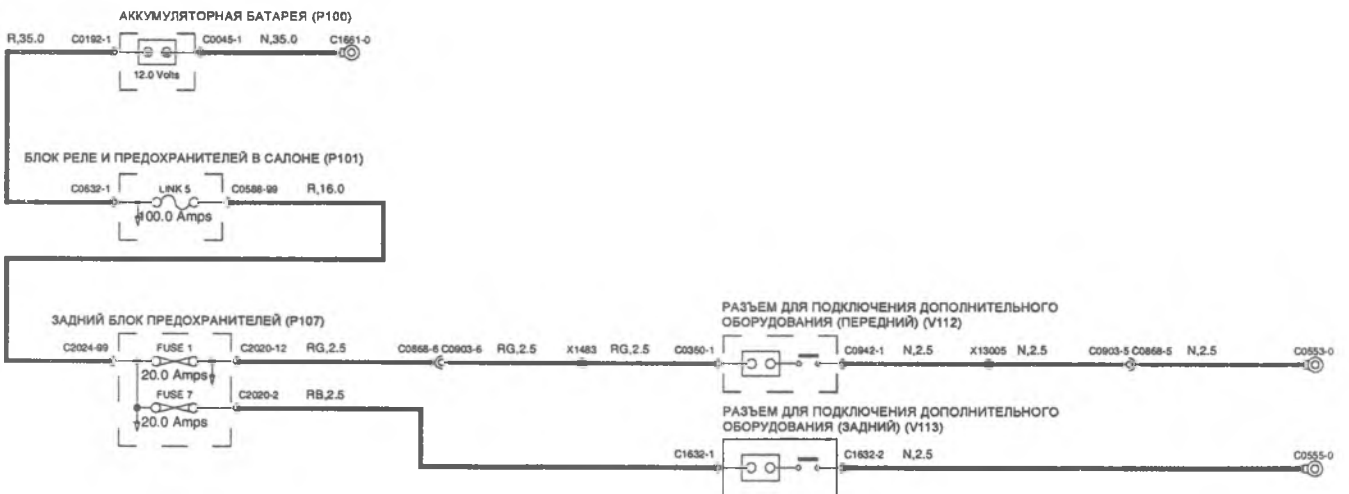 АККУМУЛЯТОРНАЯ БАТАРЕЯ (P100)
R,35.0 C0192-1 C0045-1 N,35.0 C1661-0
12.0 Volts
БЛОК РЕЛЕ И ПРЕДОХРАНИТЕЛЕЙ В САЛОНЕ (P101)
C0632-1 LINK 5 C0588-99 R,16.0
100.0 Amps
РАЗЪЕМ ДЛЯ ПОДКЛЮЧЕНИЯ ДОПОЛНИТЕЛЬНОГО
ОБОРУДОВАНИЯ (ПЕРЕДНИЙ) (V112)
ЗАДНИЙ БЛОК ПРЕДОХРАНИТЕЛЕЙ (P107)
C2024-99 FUSE 1 C2020-12 RG,2.5 C0868-6 C0903-6 RG,2.5 X1483 RG,2.5 C0360-1 C0942-1 N,2.5 X13005 N,2.5 C0903-5 C0868-5 N,2.5 C0553-0
20.0 Amps
FUSE 7 C2020-2 RB,2.5
20.0 Amps
РАЗЪЕМ ДЛЯ ПОДКЛЮЧЕНИЯ ДОПОЛНИТЕЛЬНОГО
ОБОРУДОВАНИЯ (ЗАДНИЙ) (V113)
C1632-1 C1632-2 N,2.5 C0555-0